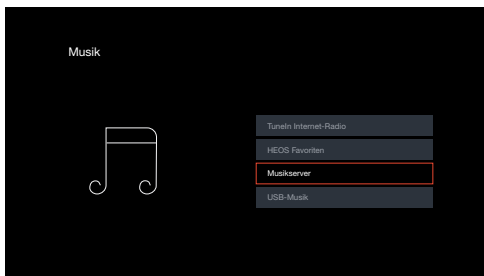 Musik
TuneIn Internet-Radio
HEOS Favoriten
Musikserver
USB-Musik